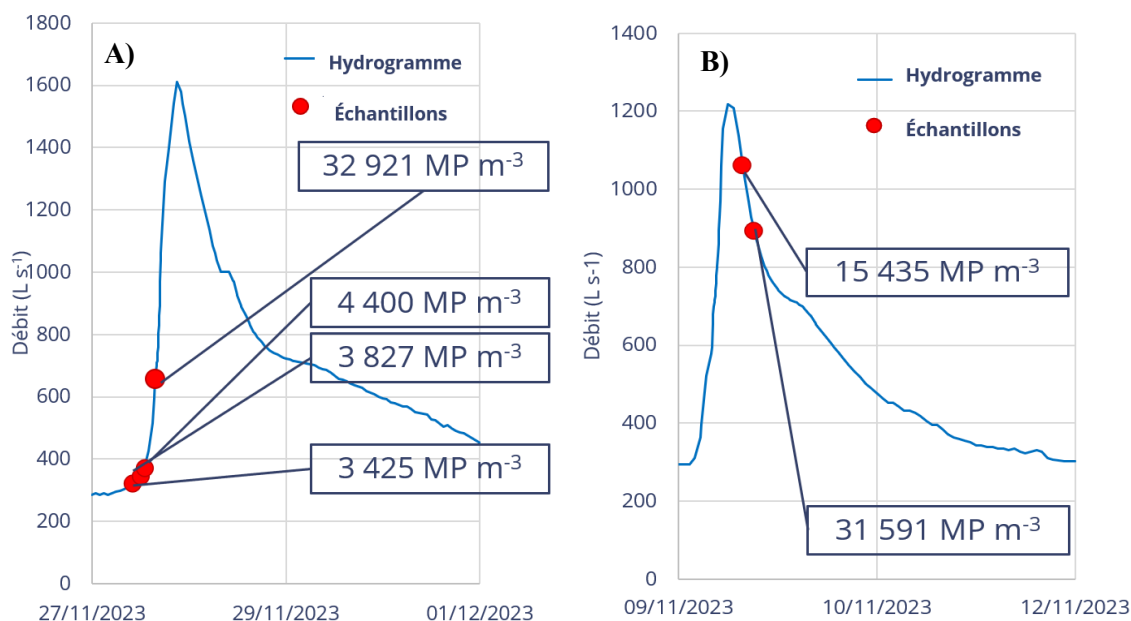 A)
Débit (L s⁻¹)
1800
1600
1400
1200
1000
800
600
400
200
0
Hydrogramme
Échantillons
32 921 MP m⁻³
4 400 MP m⁻³
3 827 MP m⁻³
3 425 MP m⁻³
27/11/2023
29/11/2023
01/12/2023
B)
Débit (L s-1)
1400
1200
1000
800
600
400
200
0
Hydrogramme
Échantillons
15 435 MP m⁻³
31 591 MP m⁻³
09/11/2023
10/11/2023
12/11/2023